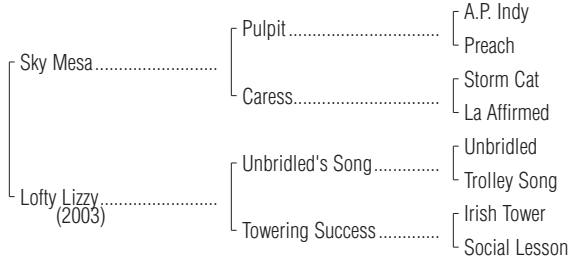 A.P. Indy
Pulpit................................
Preach
Sky Mesa..........................
Storm Cat
Caress...............................
La Affirmed
Unbridled
Unbridled's Song..............
Trolley Song
Lofty Lizzy.........................
(2003)
Irish Tower
Towering Success.............
Social Lesson